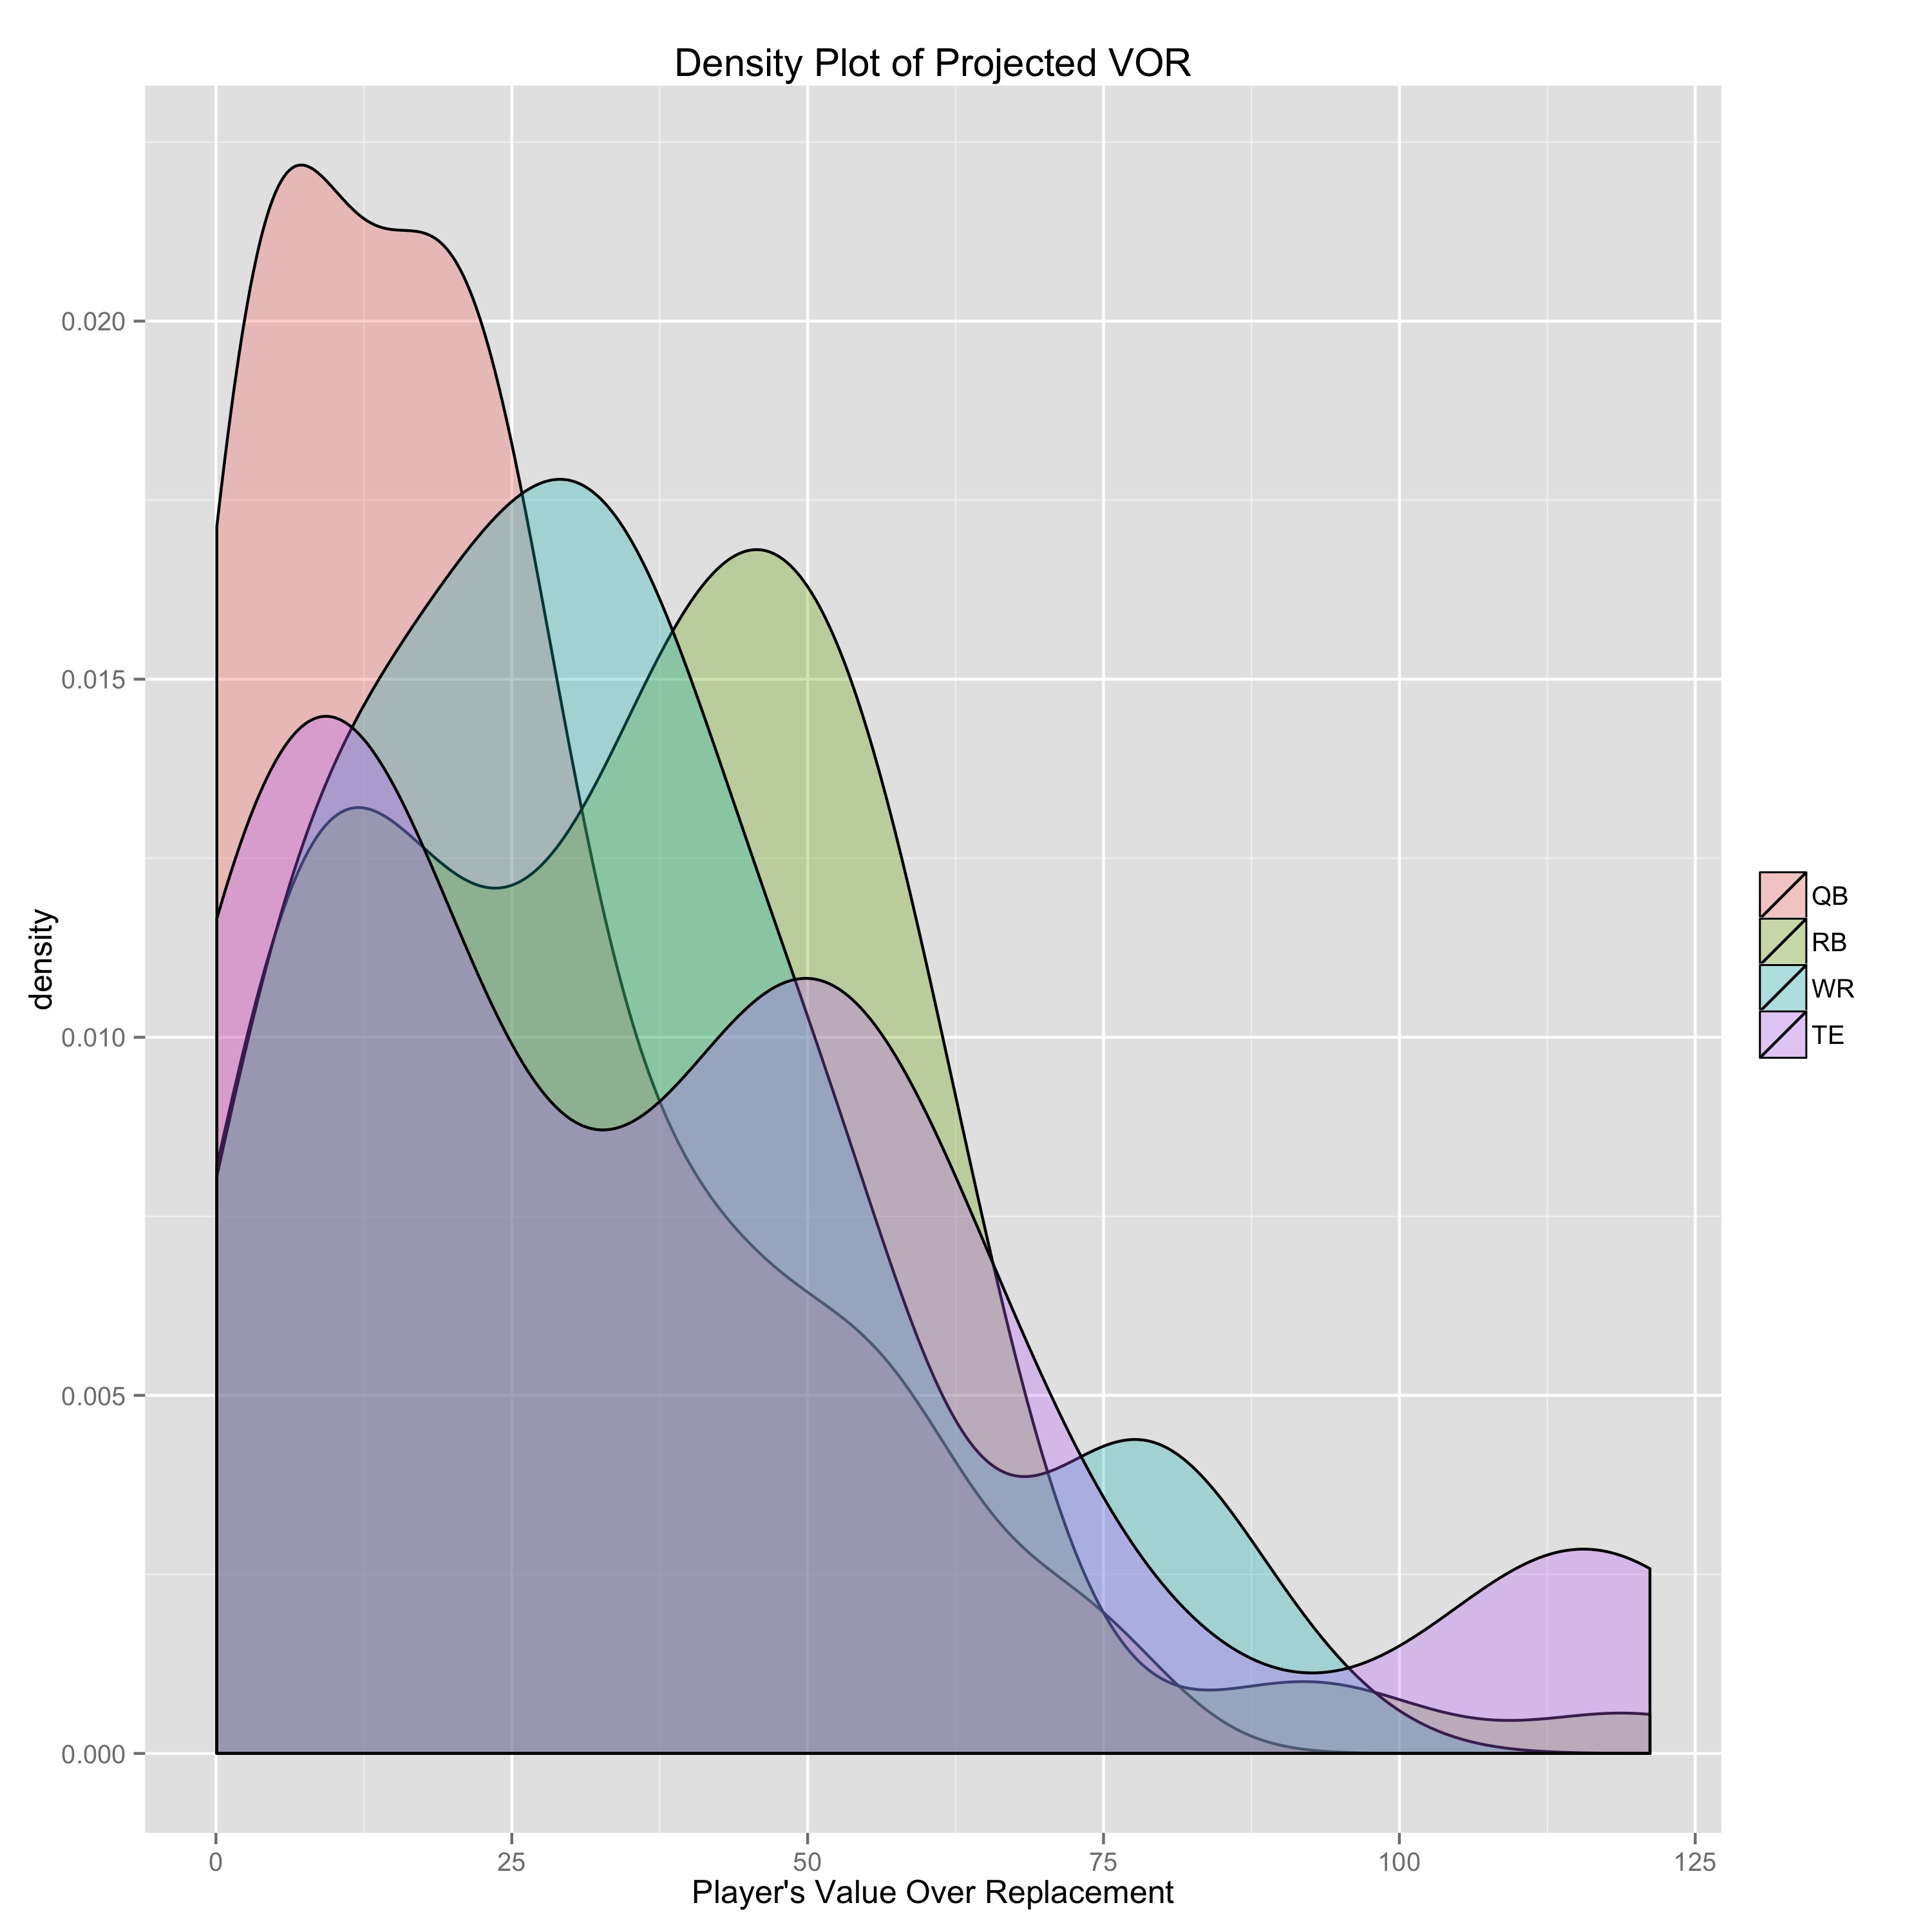 Density Plot of Projected VOR
density
0.020
0.015
0.010
0.005
0.000
0 25 50 75 100 125
Player's Value Over Replacement
QB
RB
WR
TE